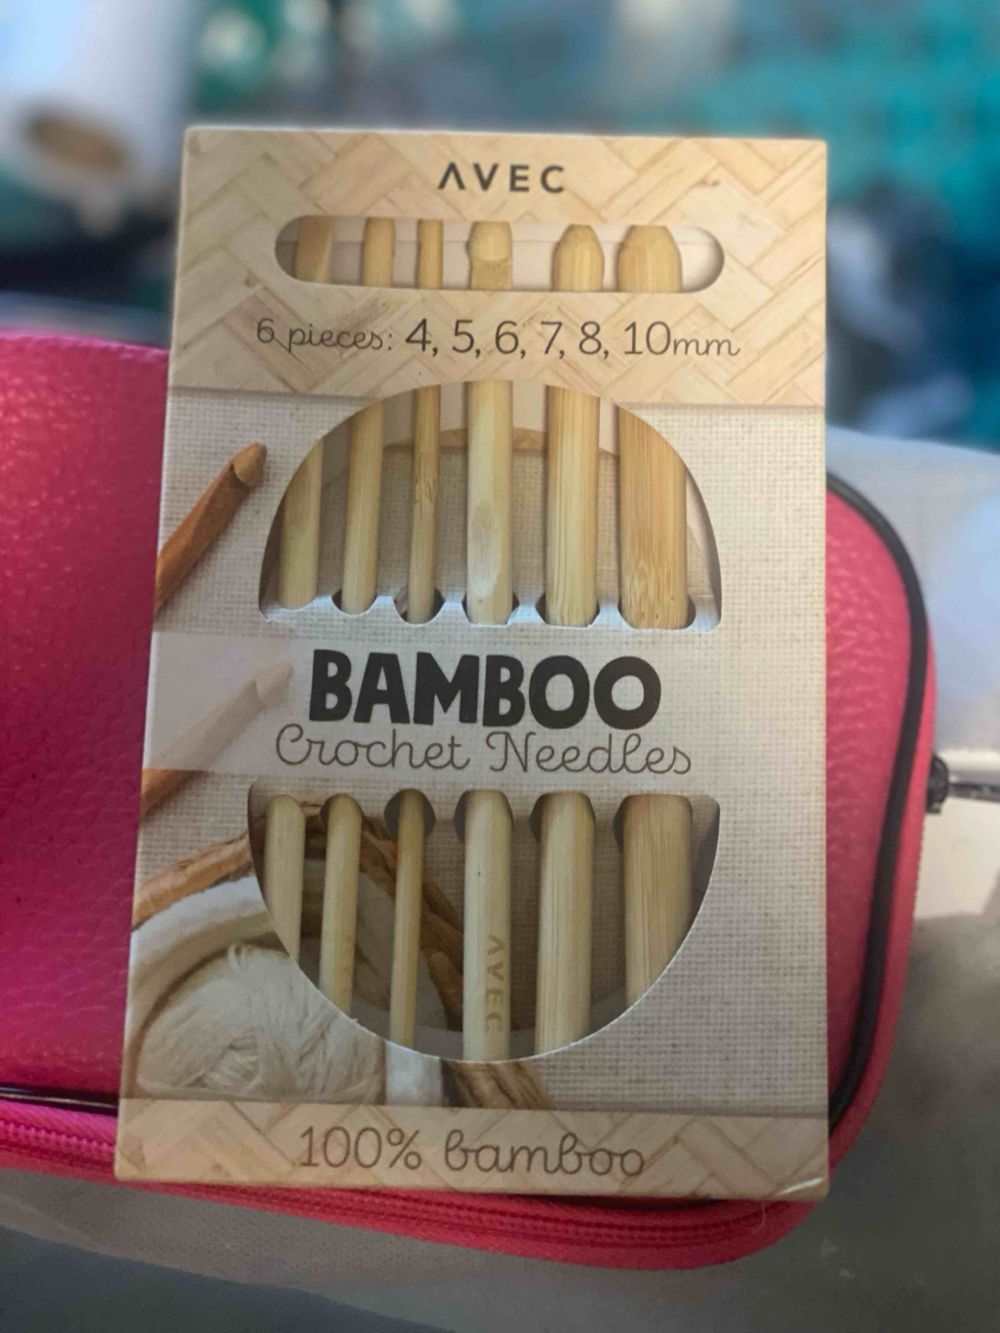 AVEC
6 pieces: 4, 5, 6, 7, 8, 10mm
BAMBOO
Crochet Needles
AVEC
100% bamboo